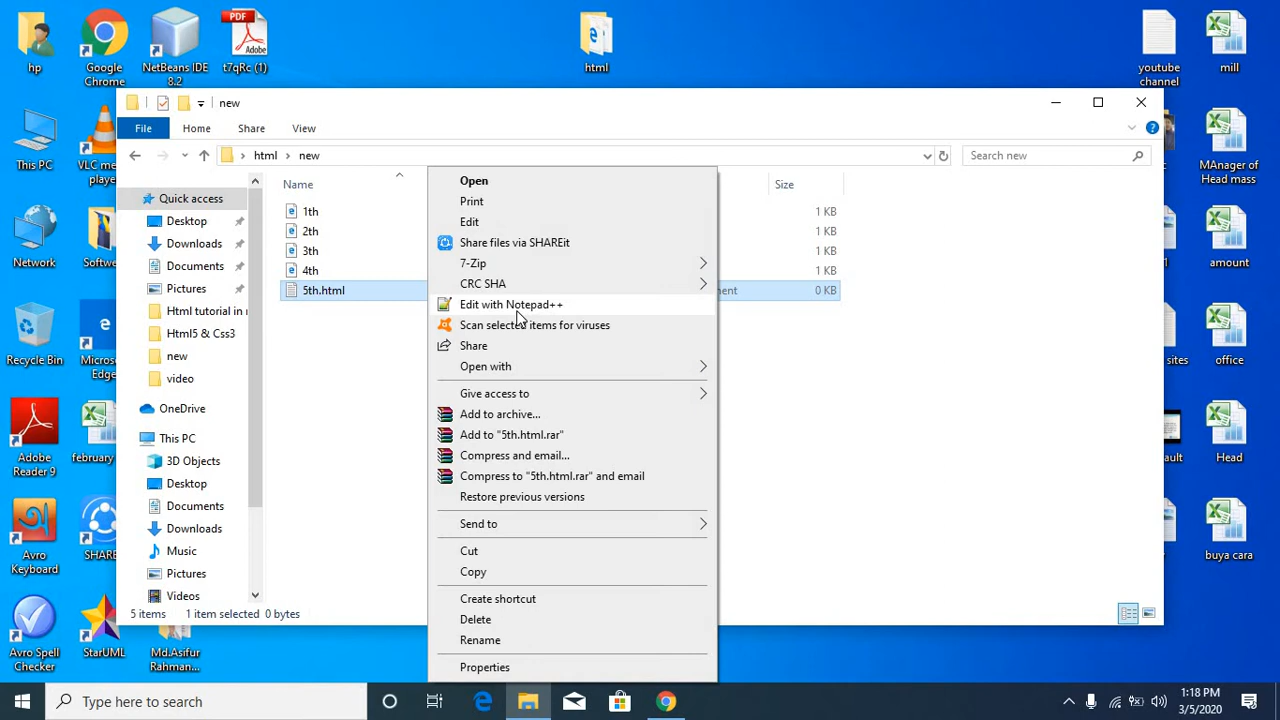 hp
Google
Chrome
NetBeans IDE
8.2
PDF
Adobe
t7qRc (1)
html
youtube
channel
mill
This PC
VLC me
playe
MAnager of
Head mass
Network
Softw
amount
Recycle Bin
Micros
Edge
sites
office
Adobe
Reader 9
february
ault
Head
Avro
Keyboard
SHARE
buya cara
Avro Spell
Checker
StarUML
Md.Asifur
Rahman...
new
File
Home
Share
View
html
new
Search new
Quick access
Desktop
Downloads
Documents
Pictures
Html tutorial in
Html5 & Css3
new
video
OneDrive
This PC
3D Objects
Desktop
Documents
Downloads
Music
Pictures
Videos
Name
Size
1th
1 KB
2th
1 KB
3th
1 KB
4th
1 KB
5th.html
ment
0 KB
Open
Print
Edit
Share files via SHAREit
7-Zip
CRC SHA
Edit with Notepad++
Scan selected items for viruses
Share
Open with
Give access to
Add to archive...
Add to "5th.html.rar"
Compress and email...
Compress to "5th.html.rar" and email
Restore previous versions
Send to
Cut
Copy
Create shortcut
Delete
Rename
Properties
5 items
1 item selected
0 bytes
Type here to search
1:18 PM
3/5/2020